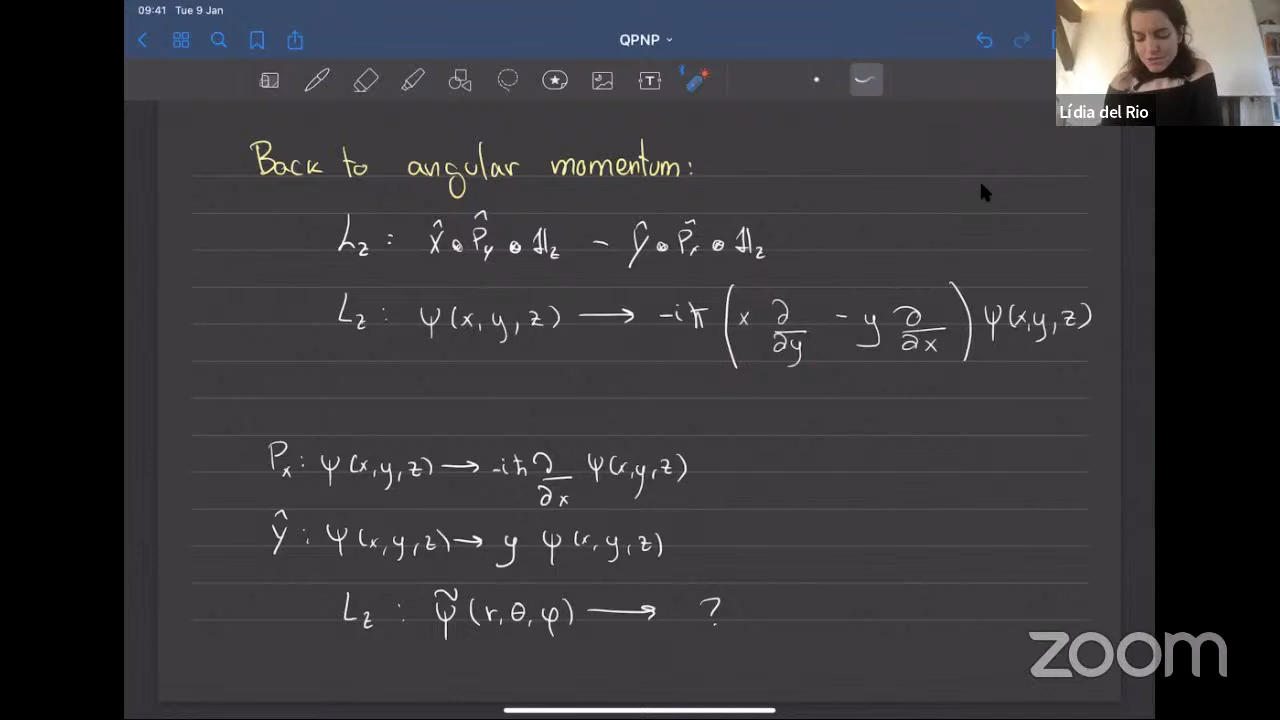 09:41 Tue 9 Jan
QPNP
Lídia del Rio
Back to angular momentum:
L_z : X̂ ⊗ P̂_y ⊗ 𝟙_z − Ŷ ⊗ P̂_x ⊗ 𝟙_z
L_z : ψ(x, y, z) ⟶ -iħ ( x ∂/∂y − y ∂/∂x ) ψ(x,y,z)
P_x : ψ(x,y,z) ⟶ -iħ ∂/∂x ψ(x,y,z)
ŷ : ψ(x,y,z) → y ψ(x,y,z)
L_z : ψ̃(r, θ, φ) ⟶ ?
zoom